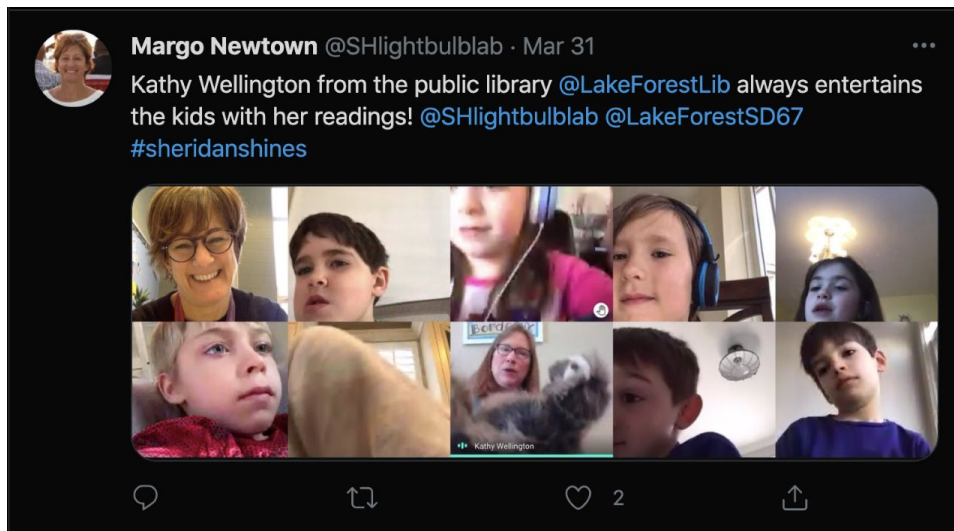 Margo Newtown @SHlightbulblab · Mar 31
Kathy Wellington from the public library @LakeForestLib always entertains
the kids with her readings! @SHlightbulblab @LakeForestSD67
#sheridanshines
Bordeaux
Kathy Wellington
2